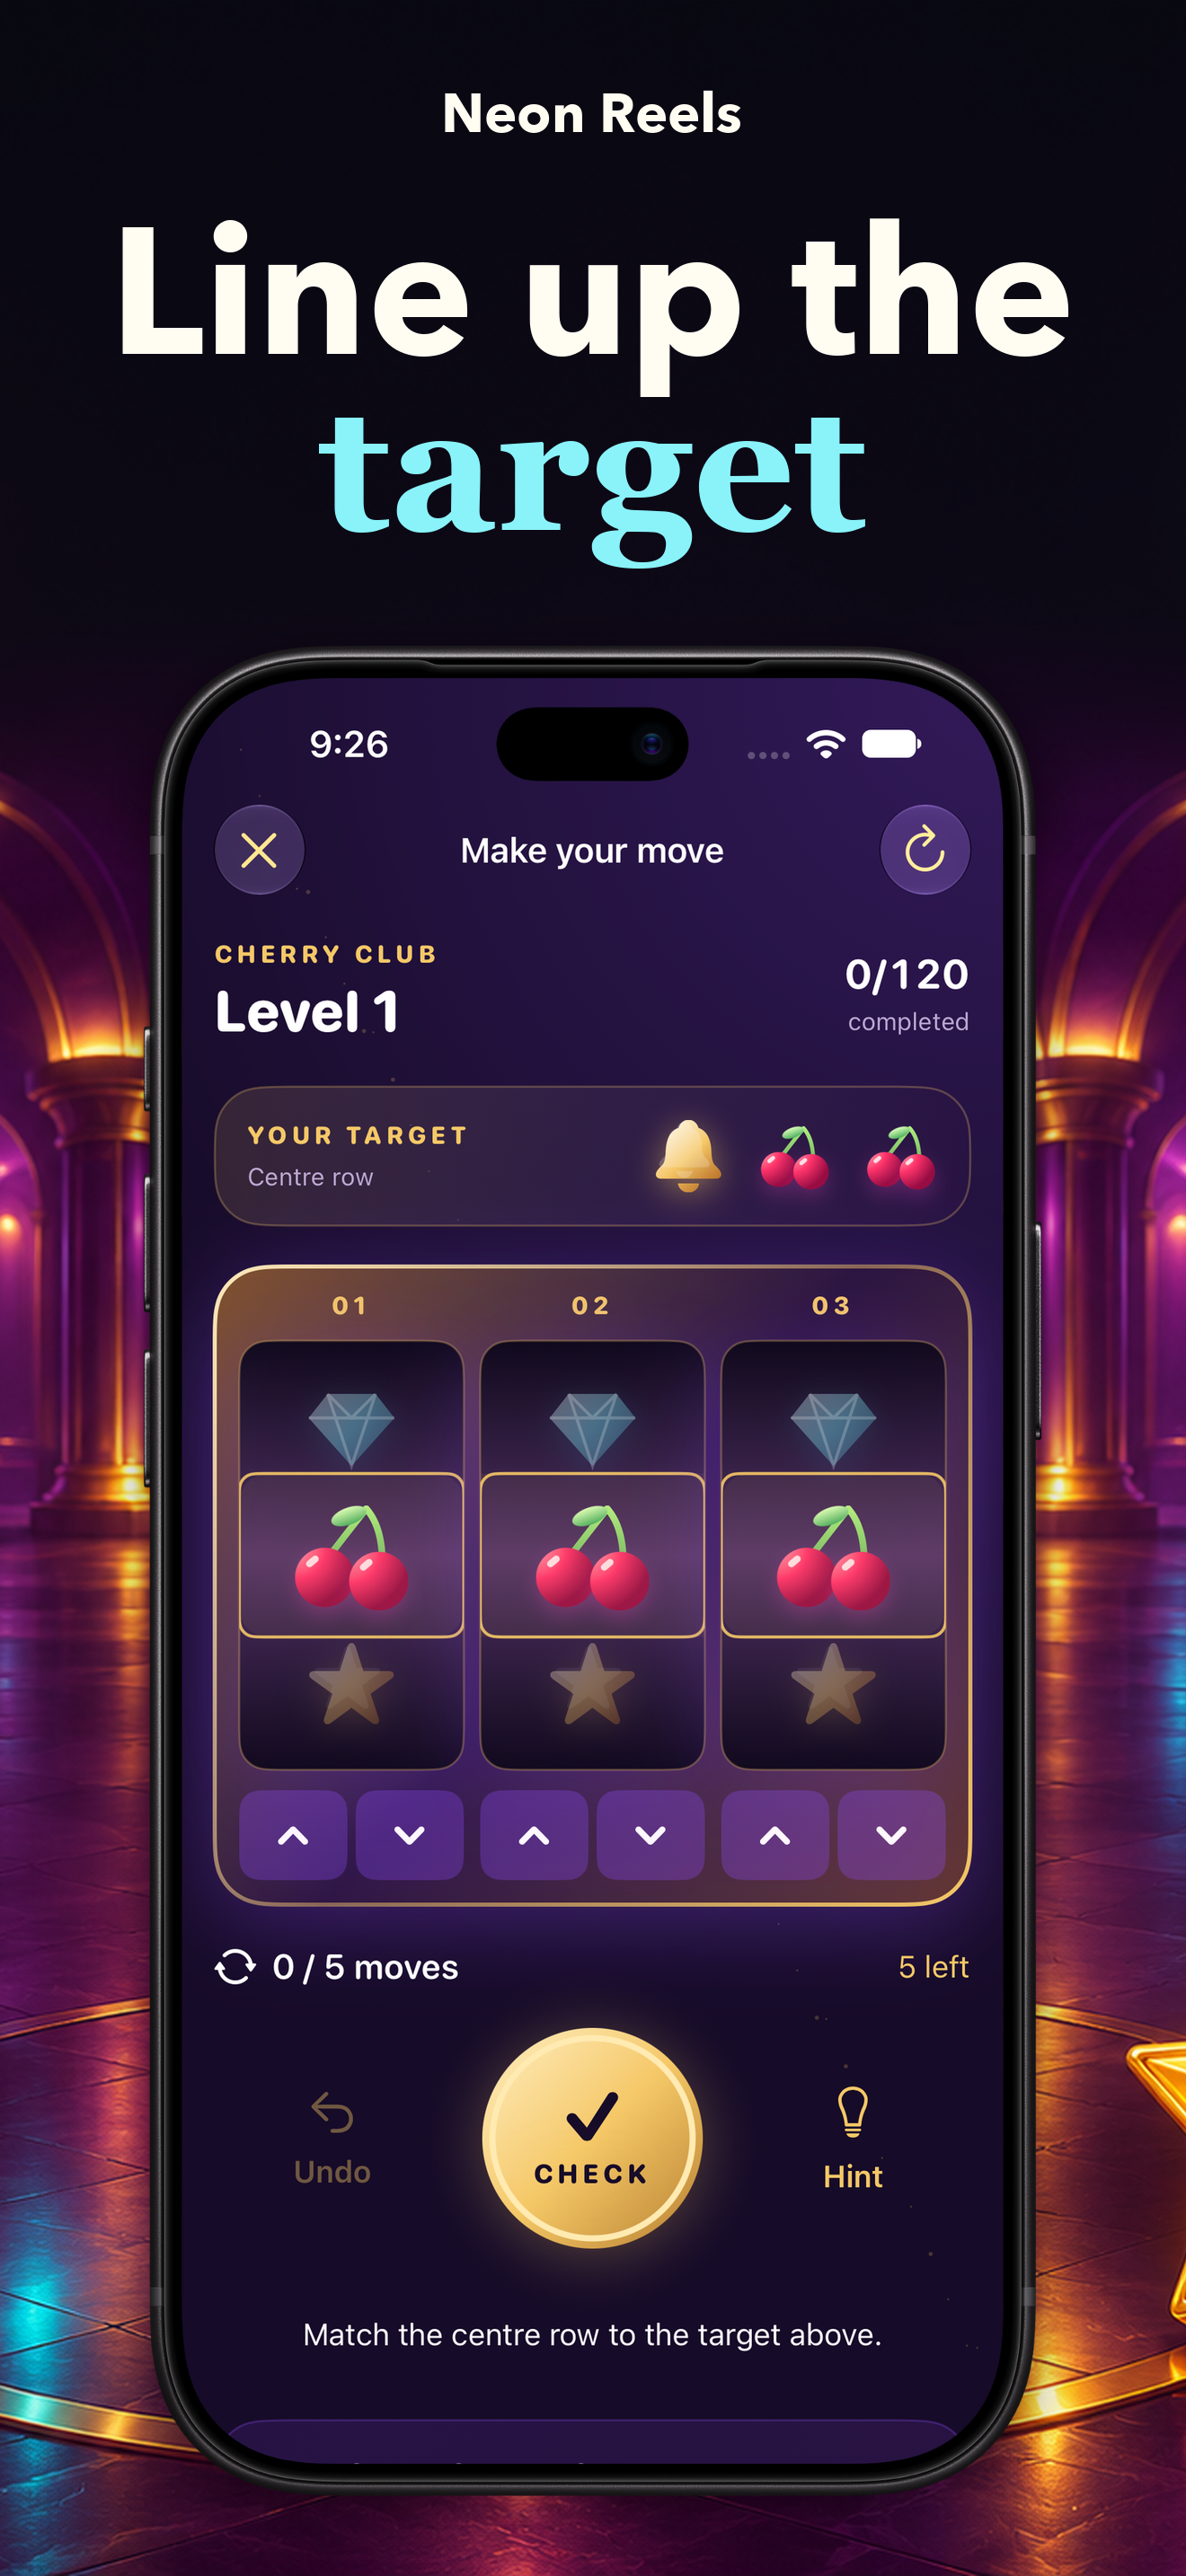 Neon Reels
Line up the
target
9:26
Make your move
CHERRY CLUB
Level 1
0/120
completed
YOUR TARGET
Centre row
01 02 03
0 / 5 moves
5 left
Undo
CHECK
Hint
Match the centre row to the target above.